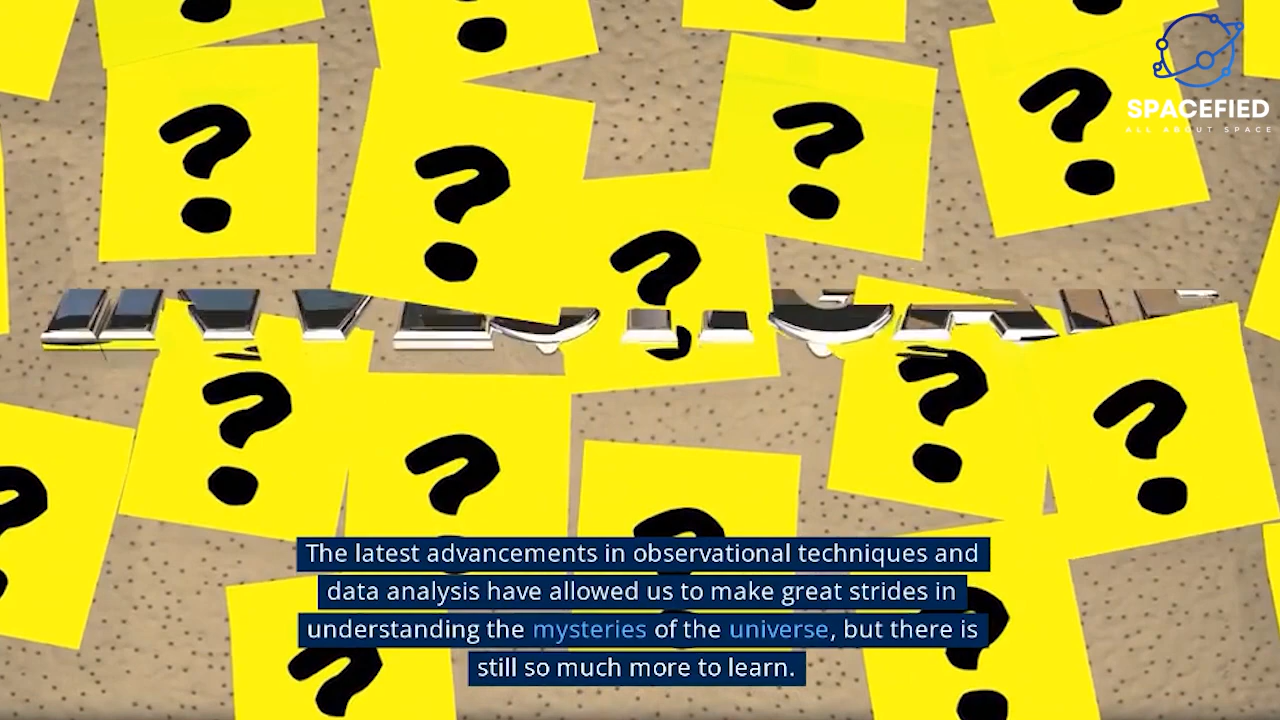 SPACEFIED
ALL ABOUT SPACE
?
?
?
?
?
?
?
?
?
?
The latest advancements in observational techniques and
data analysis have allowed us to make great strides in
understanding the mysteries of the universe, but there is
still so much more to learn.